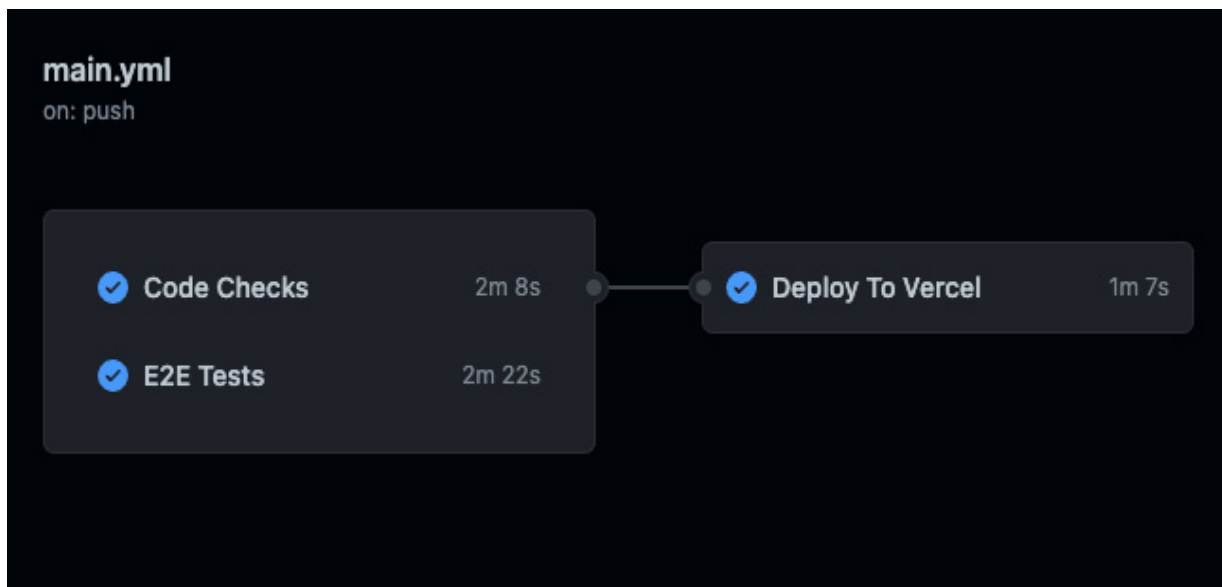 main.yml
on: push
Code Checks 2m 8s
Deploy To Vercel 1m 7s
E2E Tests 2m 22s